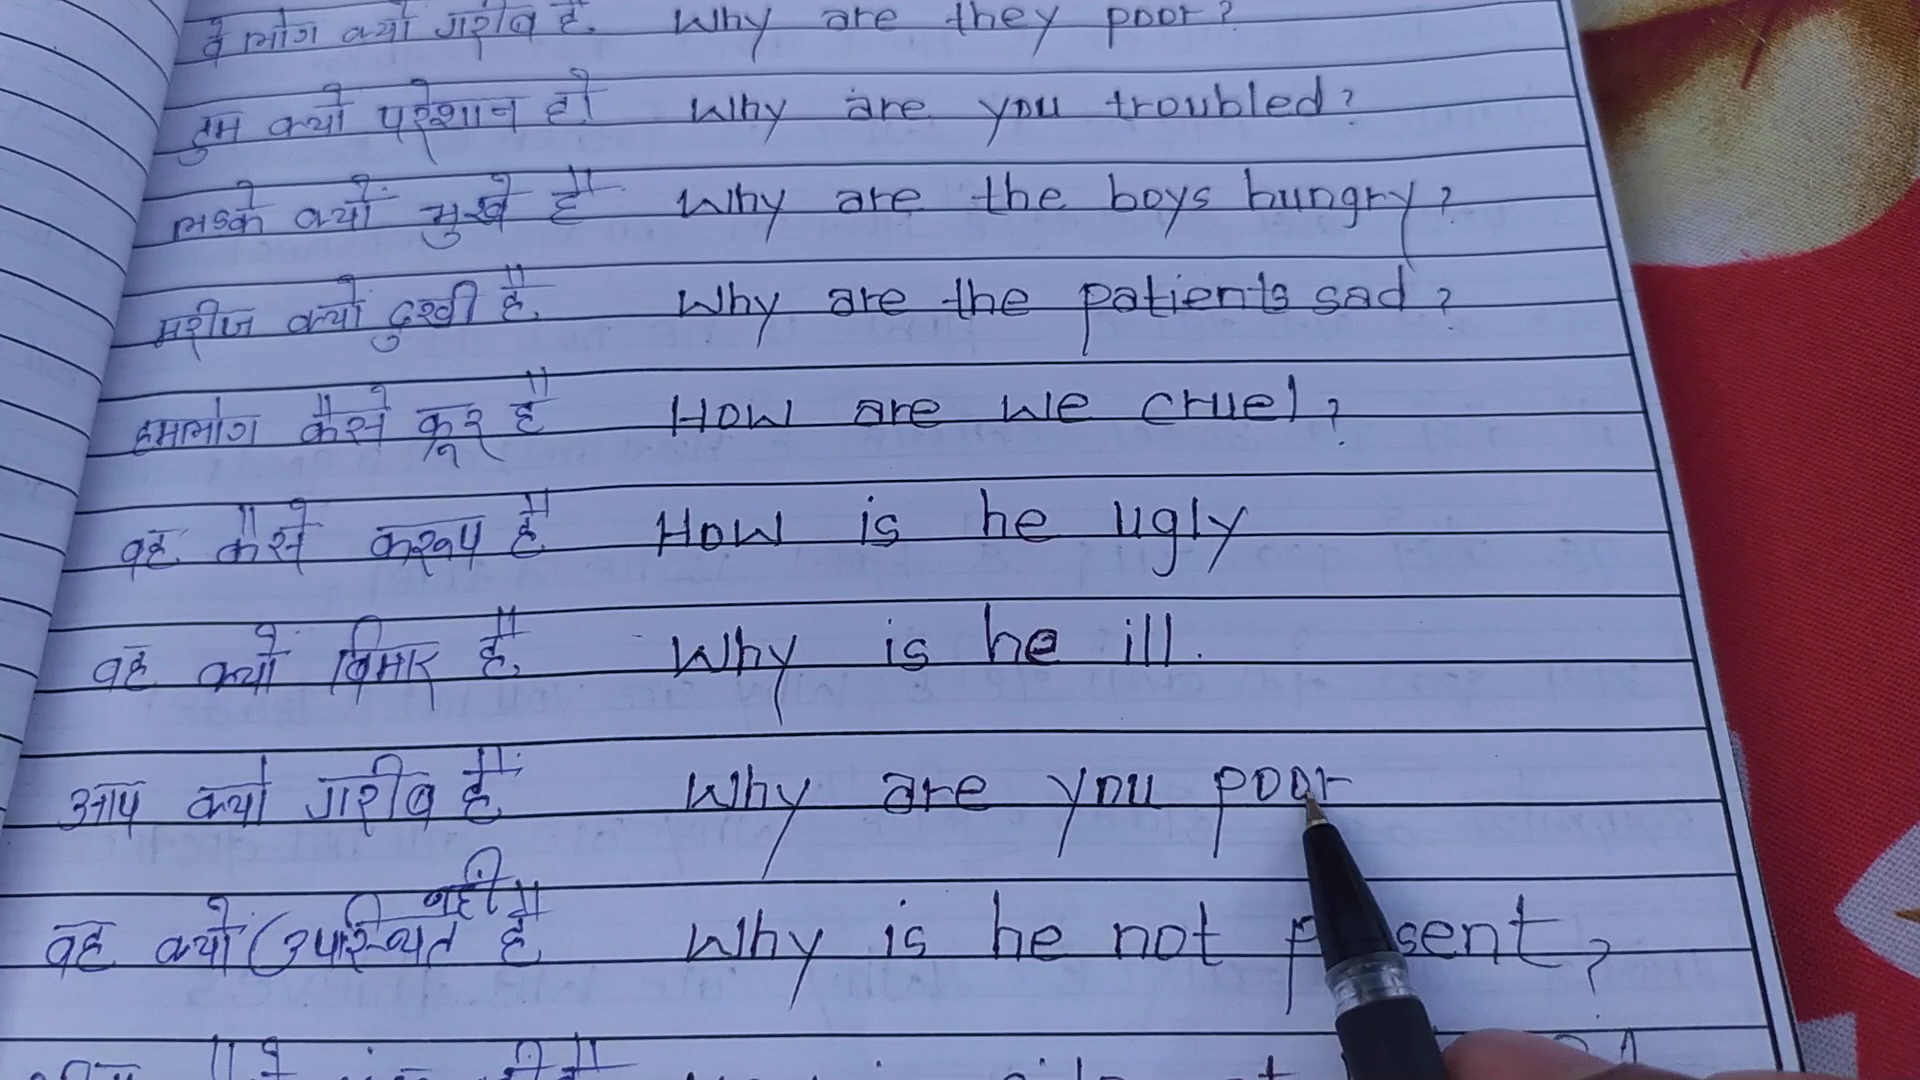 वे लोग क्यों गरीब हैं. Why are they poor?
तुम क्यों परेशान हो Why are you troubled?
लडके क्यों भुखे हैं Why are the boys hungry?
मरीज क्यों दुखी हैं. Why are the patients sad?
हमलोग कैसे क्रूर हैं How are we cruel?
वह कैसे करूप हैं How is he ugly
वह क्यों बिमार हैं. Why is he ill.
आप क्यों गरीब हैं Why are you poor
नहीं
वह क्यों (उपस्थित हैं Why is he not sent?